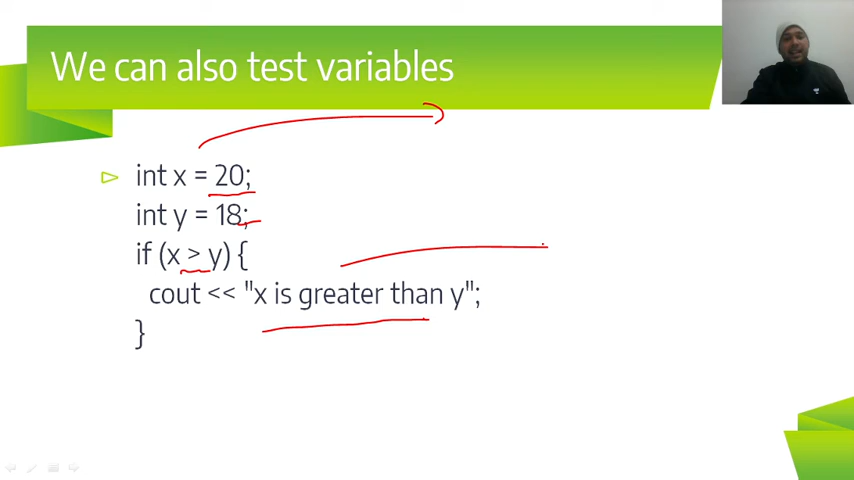 We can also test variables
int x = 20;
int y = 18;
if (x > y) {
cout << "x is greater than y";
}